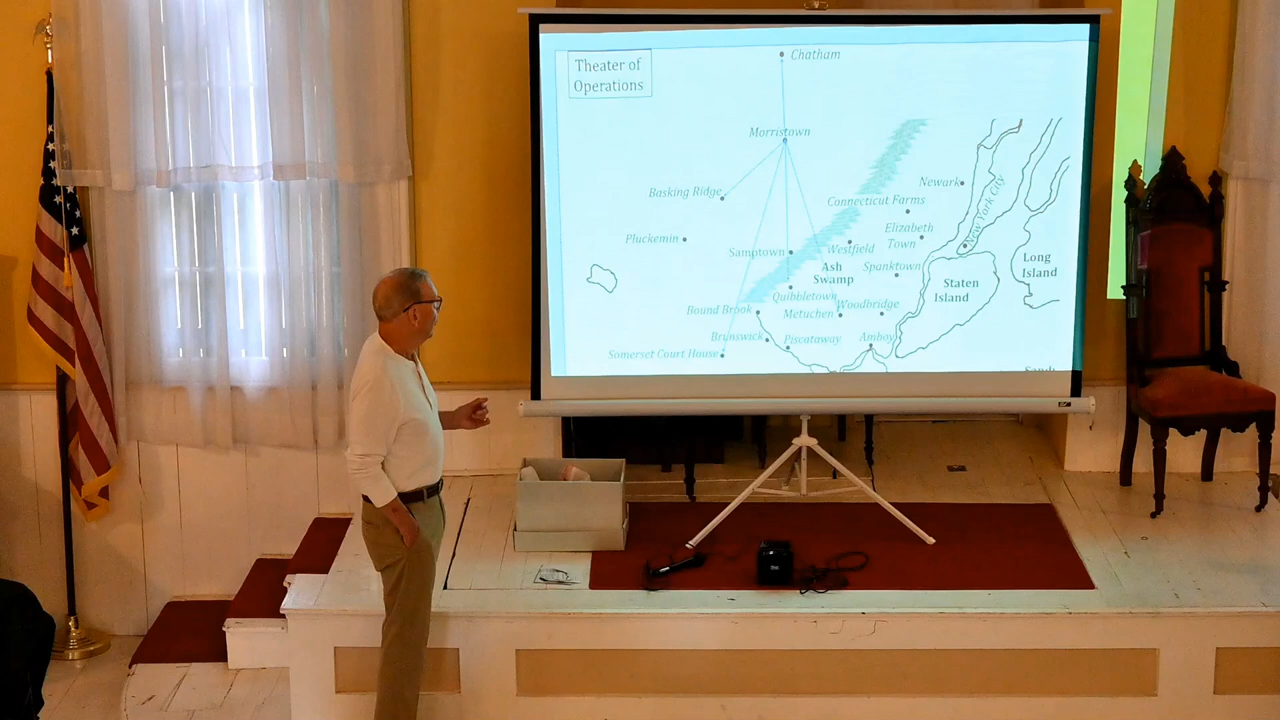 Theater of
Operations
Chatham
Morristown
Newark
Basking Ridge
Connecticut Farms
New York City
Elizabeth
Town
Pluckemin
Samptown
Westfield
Long
Island
Ash
Swamp
Spanktown
Staten
Island
Quibbletown
Woodbridge
Bound Brook
Metuchen
Brunswick
Piscataway
Amboy
Somerset Court House